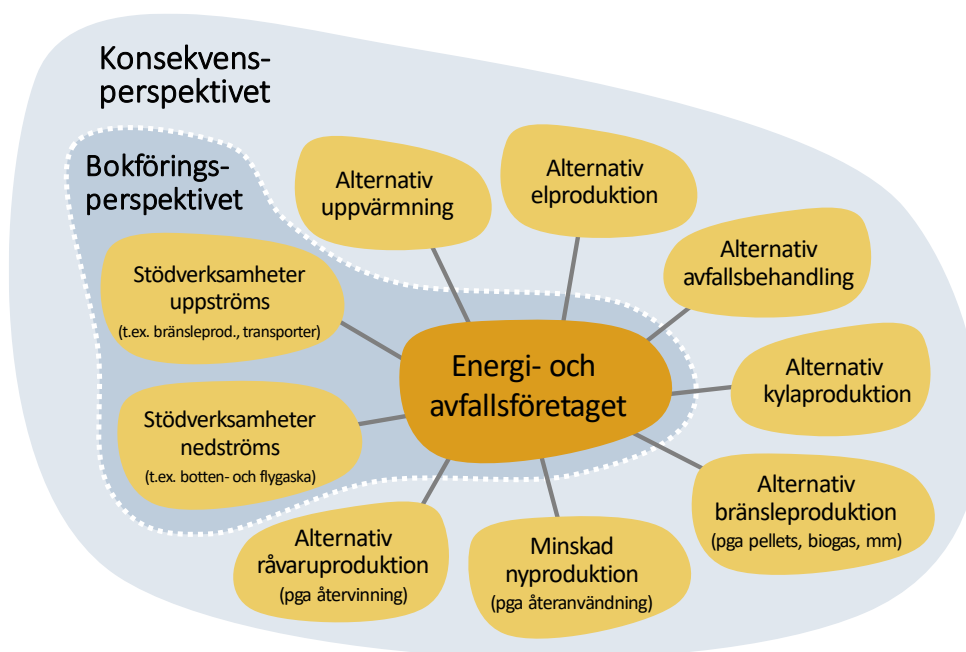 Konsekvens-
perspektivet
Bokförings-
perspektivet
Alternativ
uppvärmning
Alternativ
elproduktion
Alternativ
avfallsbehandling
Stödverksamheter
uppströms
(t.ex. bränsleprod., transporter)
Energi- och
avfallsföretaget
Alternativ
kylaproduktion
Stödverksamheter
nedströms
(t.ex. botten- och flygaska)
Alternativ
bränsleproduktion
(pga pellets, biogas, mm)
Alternativ
råvaruproduktion
(pga återvinning)
Minskad
nyproduktion
(pga återanvändning)